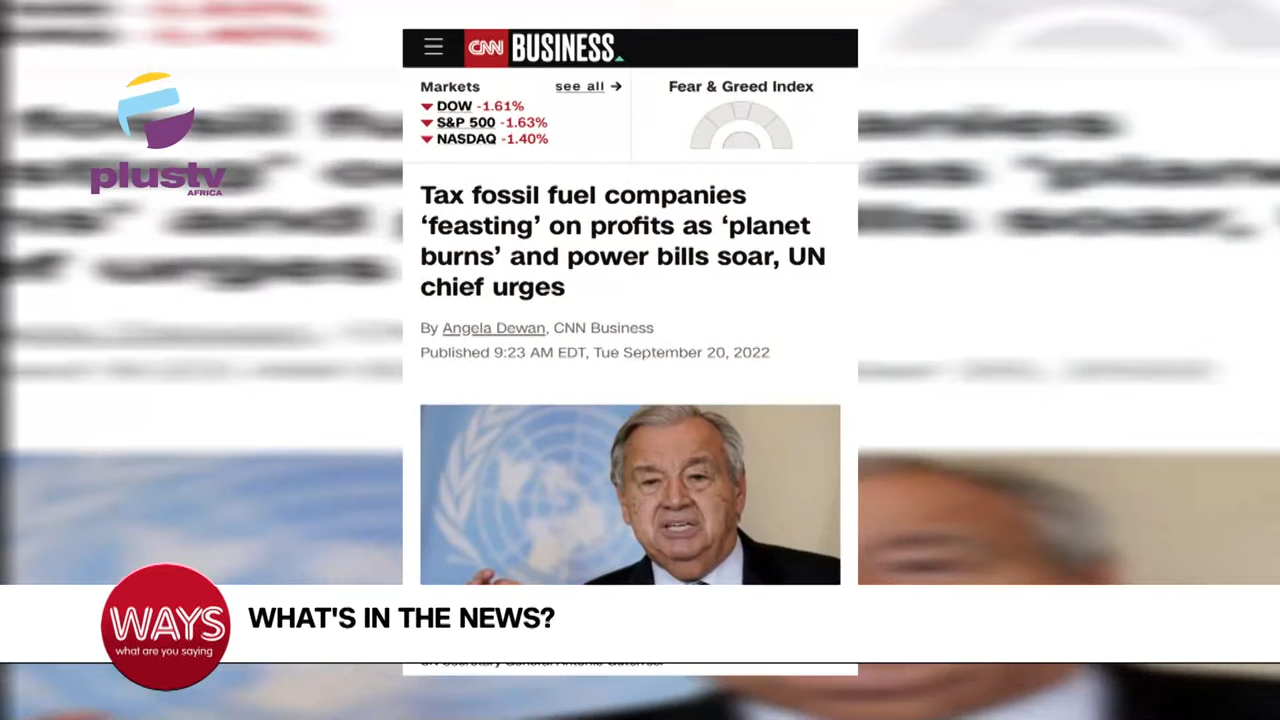 plustv
AFRICA
CNN BUSINESS
Markets
see all →
DOW -1.61%
S&P 500 -1.63%
NASDAQ -1.40%
Fear & Greed Index
Tax fossil fuel companies
‘feasting’ on profits as ‘planet
burns’ and power bills soar, UN
chief urges
By Angela Dewan, CNN Business
Published 9:23 AM EDT, Tue September 20, 2022
WAYS
what are you saying
WHAT'S IN THE NEWS?